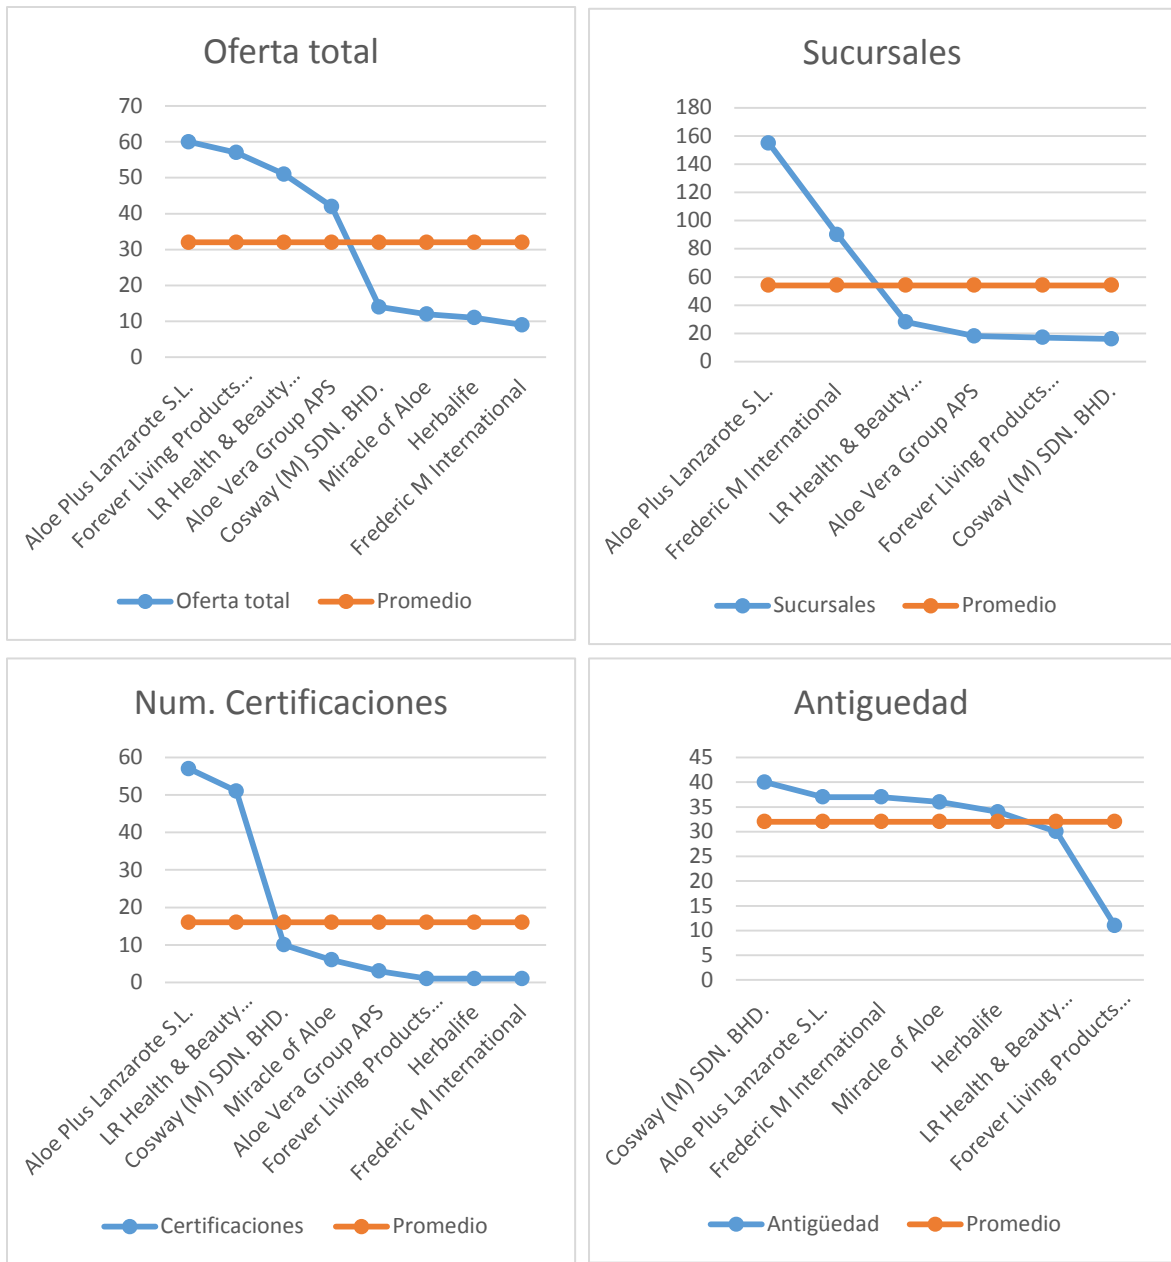 Oferta total
70
60
50
40
30
20
10
0
Aloe Plus Lanzarote S.L.
Forever Living Products...
LR Health & Beauty...
Aloe Vera Group APS
Cosway (M) SDN. BHD.
Miracle of Aloe
Herbalife
Frederic M International
Oferta total
Promedio
Sucursales
180
160
140
120
100
80
60
40
20
0
Aloe Plus Lanzarote S.L.
Frederic M International
LR Health & Beauty...
Aloe Vera Group APS
Forever Living Products...
Cosway (M) SDN. BHD.
Sucursales
Promedio
Num. Certificaciones
60
50
40
30
20
10
0
Aloe Plus Lanzarote S.L.
LR Health & Beauty...
Cosway (M) SDN. BHD.
Miracle of Aloe
Aloe Vera Group APS
Forever Living Products...
Herbalife
Frederic M International
Certificaciones
Promedio
Antiguedad
45
40
35
30
25
20
15
10
5
0
Cosway (M) SDN. BHD.
Aloe Plus Lanzarote S.L.
Frederic M International
Miracle of Aloe
Herbalife
LR Health & Beauty...
Forever Living Products...
Antigüedad
Promedio